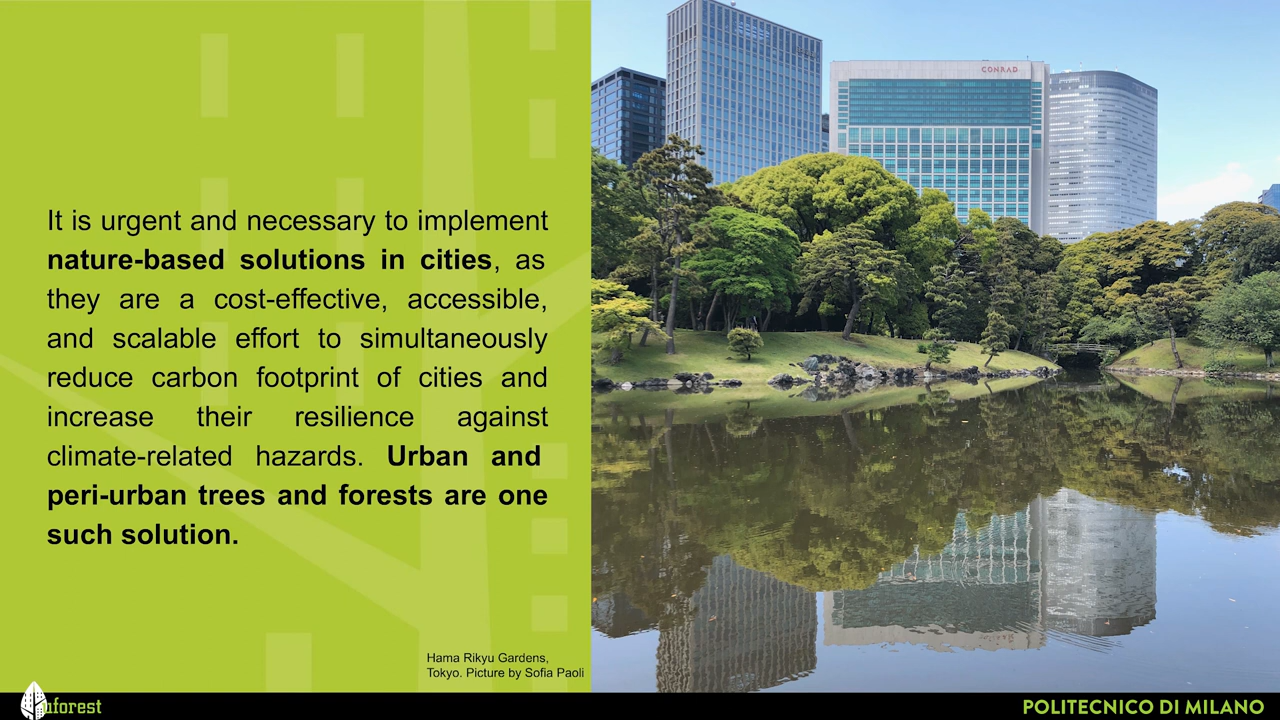 It is urgent and necessary to implement
nature-based solutions in cities, as
they are a cost-effective, accessible,
and scalable effort to simultaneously
reduce carbon footprint of cities and
increase their resilience against
climate-related hazards. Urban and
peri-urban trees and forests are one
such solution.
CONRAD
Hama Rikyu Gardens,
Tokyo. Picture by Sofia Paoli
uforest
POLITECNICO DI MILANO